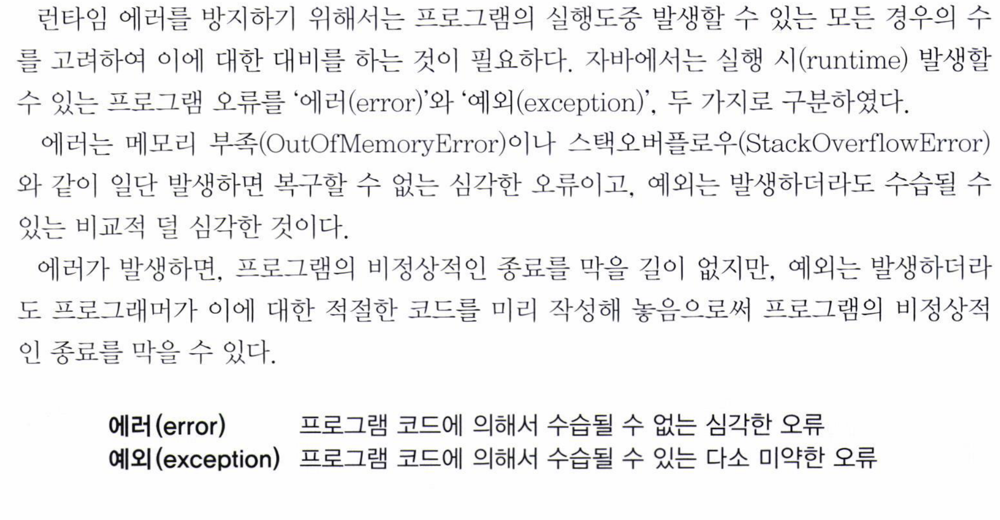 런타임 에러를 방지하기 위해서는 프로그램의 실행도중 발생할 수 있는 모든 경우의 수
를 고려하여 이에 대한 대비를 하는 것이 필요하다. 자바에서는 실행 시(runtime) 발생할
수 있는 프로그램 오류를 ‘에러(error)’와 ‘예외(exception)’, 두 가지로 구분하였다.
에러는 메모리 부족(OutOfMemoryError)이나 스택오버플로우(StackOverflowError)
와 같이 일단 발생하면 복구할 수 없는 심각한 오류이고, 예외는 발생하더라도 수습될 수
있는 비교적 덜 심각한 것이다.
에러가 발생하면, 프로그램의 비정상적인 종료를 막을 길이 없지만, 예외는 발생하더라
도 프로그래머가 이에 대한 적절한 코드를 미리 작성해 놓음으로써 프로그램의 비정상적
인 종료를 막을 수 있다.
에러(error) 프로그램 코드에 의해서 수습될 수 없는 심각한 오류
예외(exception) 프로그램 코드에 의해서 수습될 수 있는 다소 미약한 오류